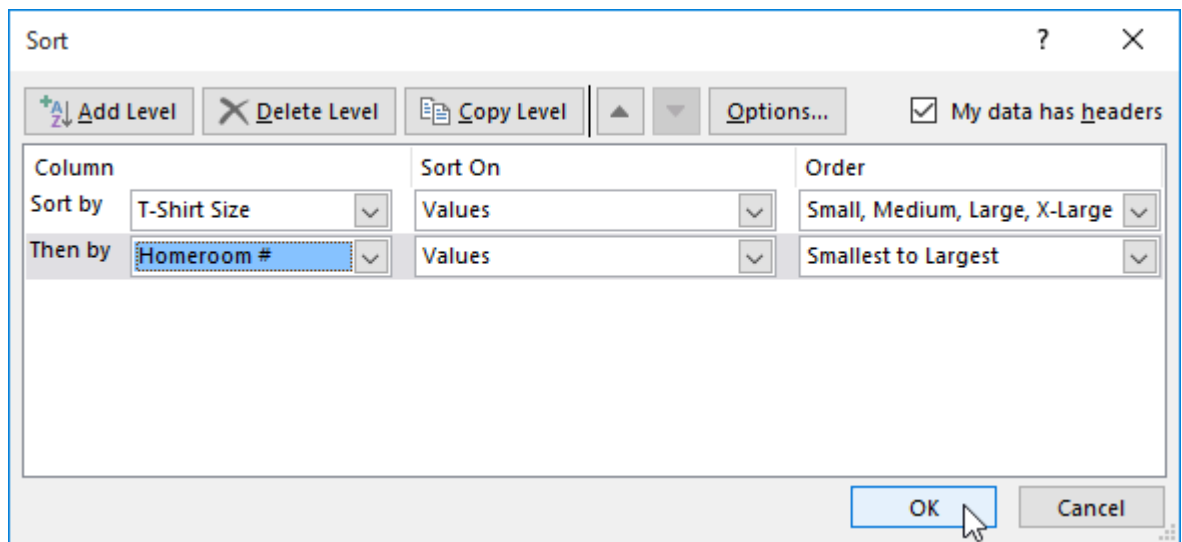 Sort ?
Add Level Delete Level Copy Level Options... My data has headers
Column Sort On Order
Sort by T-Shirt Size Values Small, Medium, Large, X-Large
Then by Homeroom # Values Smallest to Largest
OK Cancel